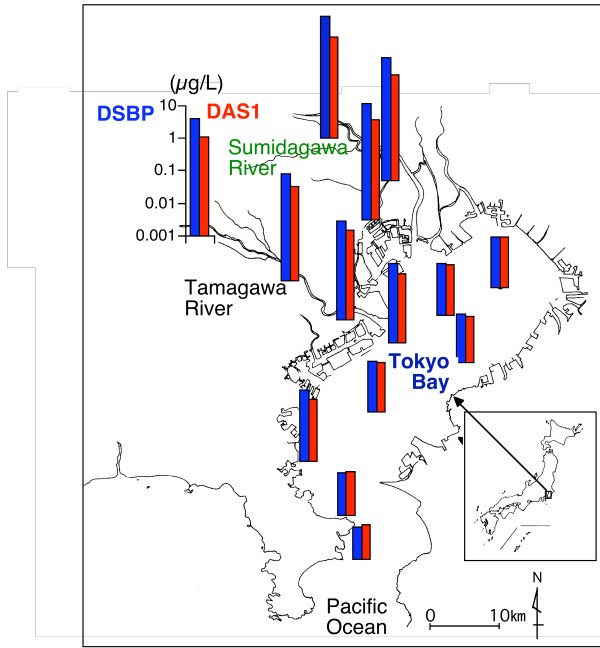 (µg/L)
DSBP
DAS1
10
1
0.1
0.01
0.001
Sumidagawa
River
Tamagawa
River
Tokyo
Bay
Pacific
Ocean
N
0
10km